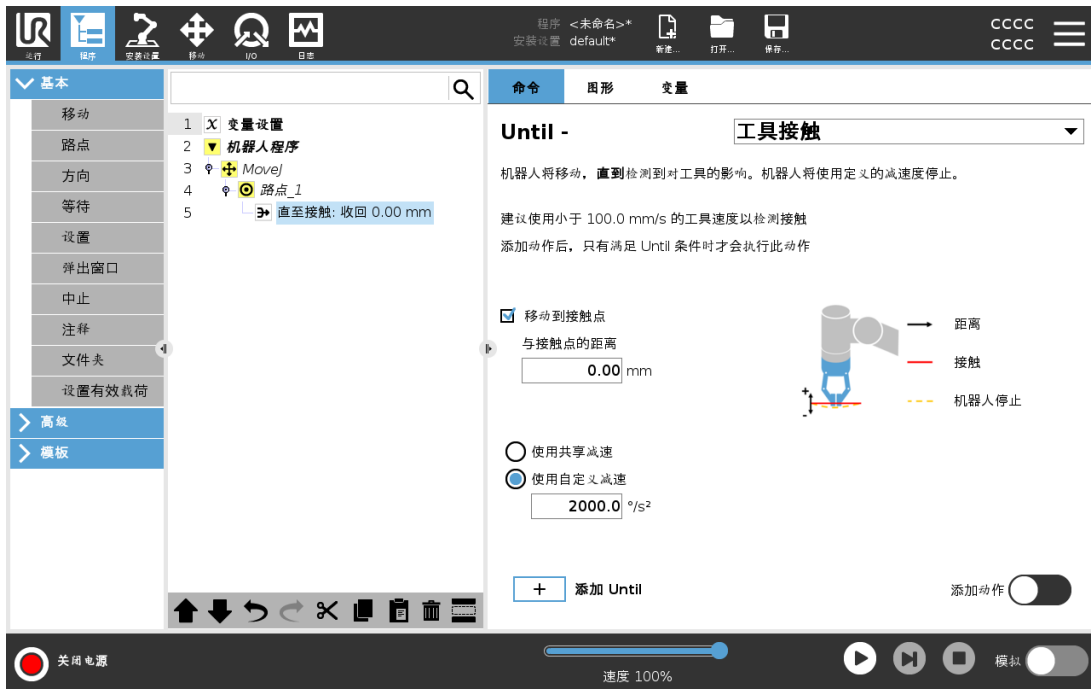 UR
程序 <未命名>*
安装设置 default*
CCCC
CCCC
运行 程序 安装设置 移动 I/O 日志 新建... 打开... 保存...
基本
移动
路点
方向
等待
设置
弹出窗口
中止
注释
文件夹
设置有效载荷
高级
模板
1 X 变量设置
2 机器人程序
3 MoveJ
4 路点_1
5 直至接触: 收回 0.00 mm
命令 图形 变量
Until - 工具接触
机器人将移动，直到检测到对工具的影响。机器人将使用定义的减速度停止。
建议使用小于 100.0 mm/s 的工具速度以检测接触
添加动作后，只有满足 Until 条件时才会执行此动作
移动到接触点
与接触点的距离
0.00 mm
距离
接触
机器人停止
+
-
使用共享减速
使用自定义减速
2000.0 °/s²
+ 添加 Until
添加动作
关闭电源
速度 100%
模拟